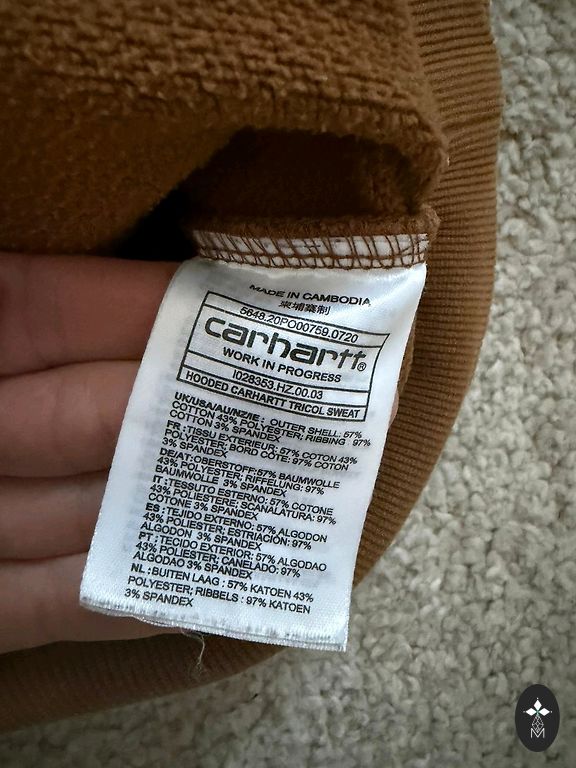 MADE IN CAMBODIA
柬埔寨制
5648.20PO00759.0720
carhartt®
WORK IN PROGRESS
I028353.HZ.00.03
HOODED CARHARTT TRICOL SWEAT
UK/USA/AU/NZ/IE : OUTER SHELL: 57%
COTTON 43% POLYESTER; RIBBING 97%
COTTON 3% SPANDEX
FR : TISSU EXTERIEUR: 57% COTON 43%
POLYESTER; BORD CÔTE: 97% COTON
3% SPANDEX
DE/AT:OBERSTOFF:57% BAUMWOLLE
43% POLYESTER; RIFFELUNG: 97%
BAUMWOLLE 3% SPANDEX
IT : TESSUTO ESTERNO: 57% COTONE
43% POLIESTERE; SCANALATURA: 97%
COTONE 3% SPANDEX
ES : TEJIDO EXTERNO: 57% ALGODON
43% POLIESTER; ESTRIACIÓN: 97%
ALGODON 3% SPANDEX
PT : TECIDO EXTERIOR: 57% ALGODAO
43% POLIESTER; CANELADO: 97%
ALGODAO 3% SPANDEX
NL : BUITEN LAAG : 57% KATOEN 43%
POLYESTER; RIBBELS : 97% KATOEN
3% SPANDEX
M